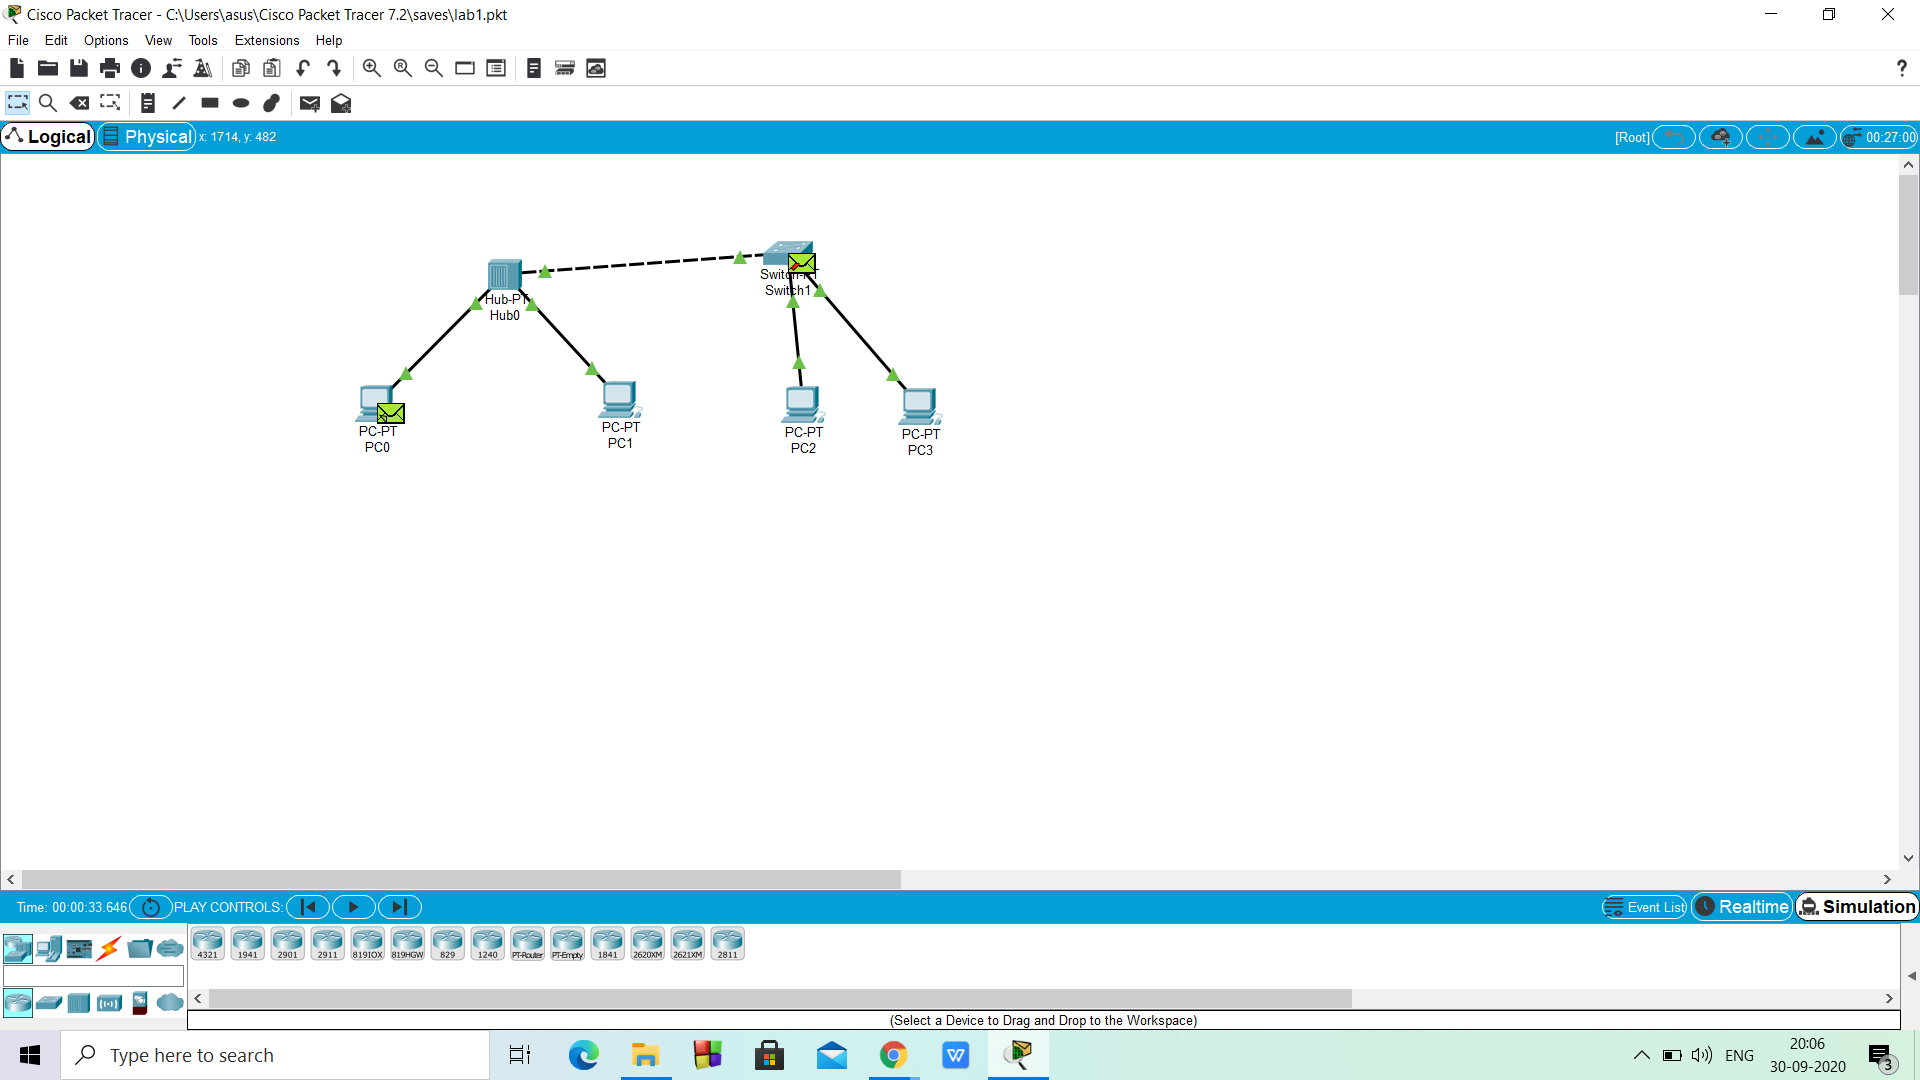 Cisco Packet Tracer - C:\Users\asus\Cisco Packet Tracer 7.2\saves\lab1.pkt
File Edit Options View Tools Extensions Help
?
Logical Physical x: 1714, y: 482 [Root] 00:27:00
Hub-PT
Hub0
Switch-PT
Switch1
PC-PT
PC0
PC-PT
PC1
PC-PT
PC2
PC-PT
PC3
Time: 00:00:33.646 PLAY CONTROLS: Event List Realtime Simulation
4321 1941 2901 2911 819IOX 819HGW 829 1240 PT-Router PT-Empty 1841 2620XM 2621XM 2811
(Select a Device to Drag and Drop to the Workspace)
Type here to search
ENG
20:06
30-09-2020
3